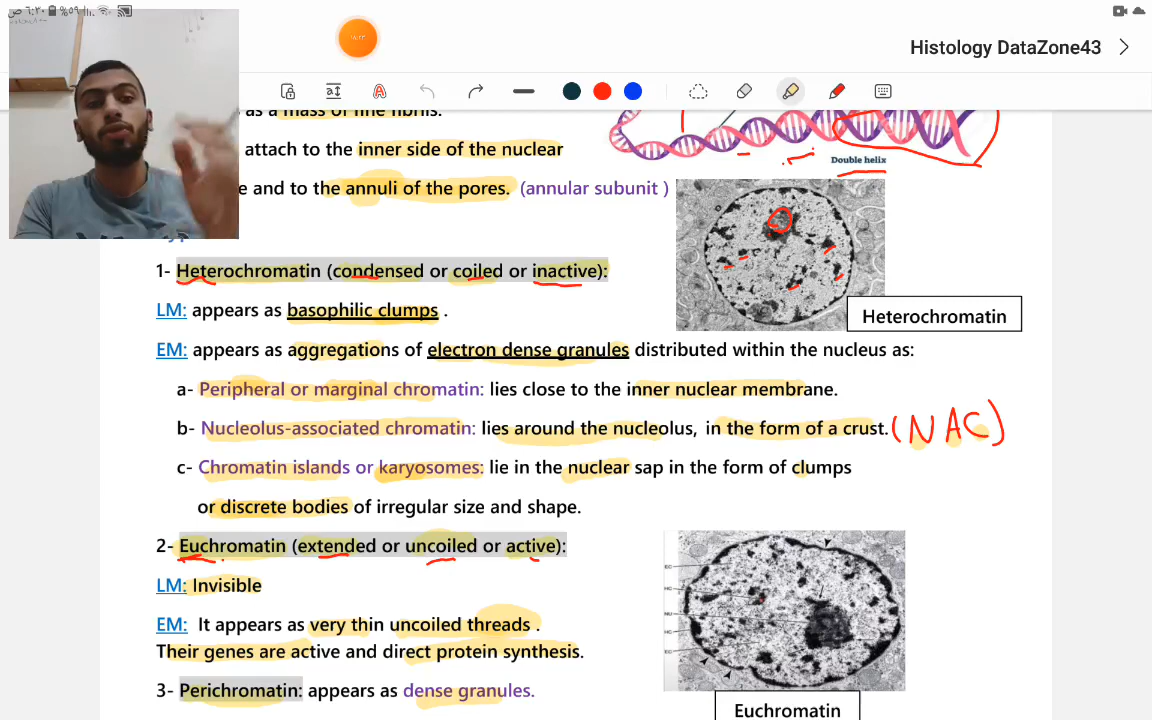 ٦:٢٠ ص
٥٩%
Histology DataZone43
as a mass of fine fibrils.
attach to the inner side of the nuclear
e and to the annuli of the pores. (annular subunit )
Double helix
1- Heterochromatin (condensed or coiled or inactive):
LM: appears as basophilic clumps .
Heterochromatin
EM: appears as aggregations of electron dense granules distributed within the nucleus as:
a- Peripheral or marginal chromatin: lies close to the inner nuclear membrane.
b- Nucleolus-associated chromatin: lies around the nucleolus, in the form of a crust. (NAC)
c- Chromatin islands or karyosomes: lie in the nuclear sap in the form of clumps
or discrete bodies of irregular size and shape.
2- Euchromatin (extended or uncoiled or active):
LM: Invisible
EM: It appears as very thin uncoiled threads .
Their genes are active and direct protein synthesis.
3- Perichromatin: appears as dense granules.
Euchromatin